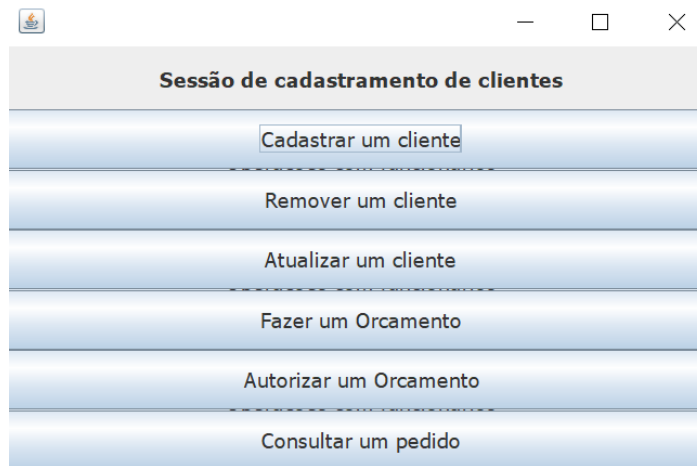 Sessão de cadastramento de clientes
Cadastrar um cliente
Remover um cliente
Atualizar um cliente
Fazer um Orcamento
Autorizar um Orcamento
Consultar um pedido